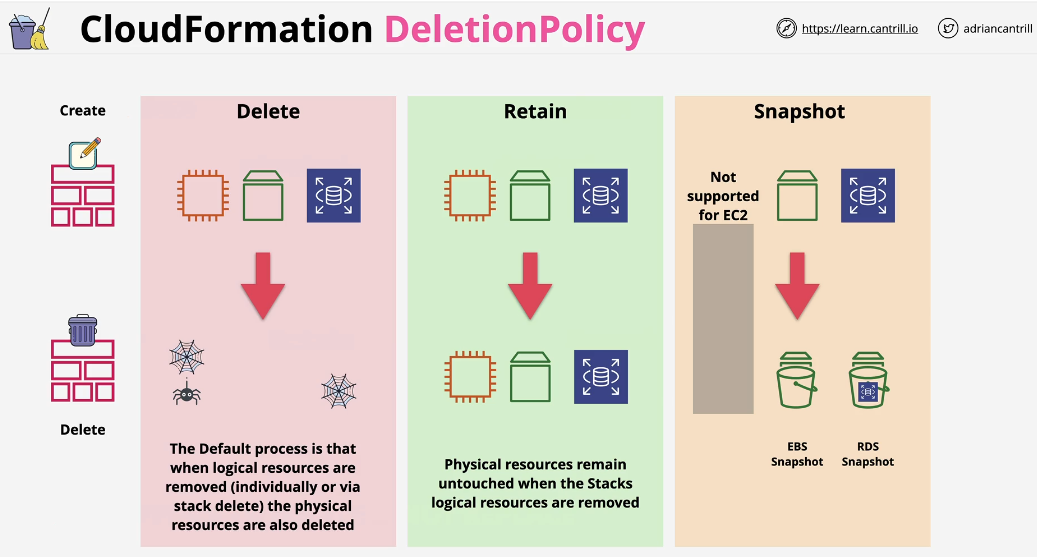 CloudFormation DeletionPolicy
https://learn.cantrill.io
adriancantrill
Create
Delete
Delete
The Default process is that
when logical resources are
removed (individually or via
stack delete) the physical
resources are also deleted
Retain
Physical resources remain
untouched when the Stacks
logical resources are removed
Snapshot
Not
supported
for EC2
EBS
Snapshot
RDS
Snapshot